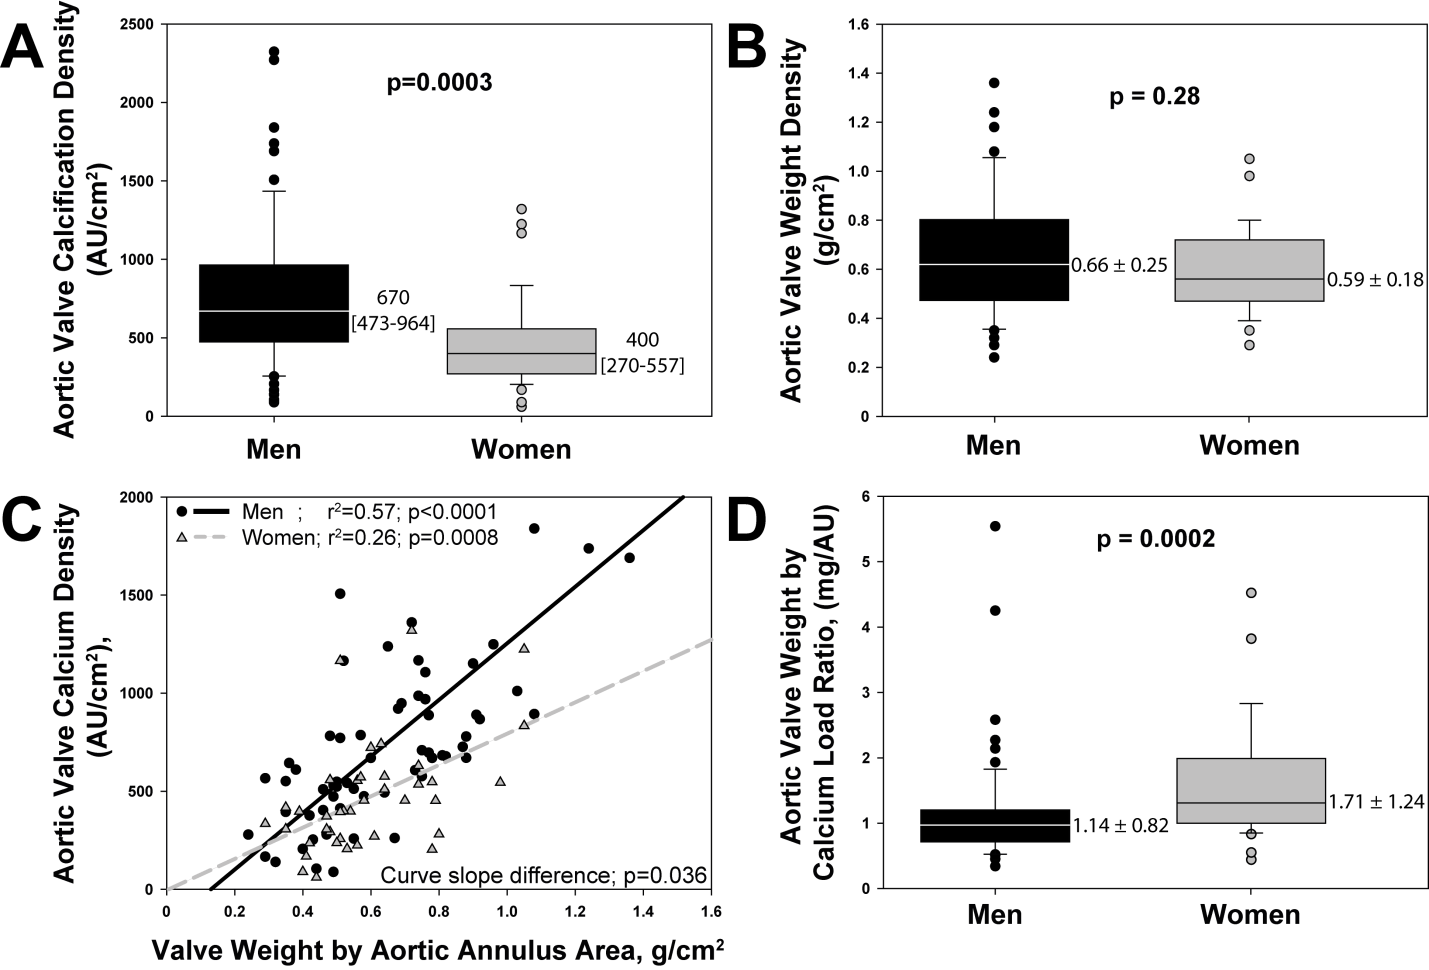 A
Aortic Valve Calcification Density
(AU/cm²)
2500
2000
1500
1000
500
0
p=0.0003
670
[473-964]
400
[270-557]
Men
Women
B
Aortic Valve Weight Density
(g/cm²)
1.6
1.4
1.2
1.0
0.8
0.6
0.4
0.2
0
p = 0.28
0.66 ± 0.25
0.59 ± 0.18
Men
Women
C
Aortic Valve Calcium Density
(AU/cm²),
2000
1500
1000
500
0
Men ; r²=0.57; p<0.0001
Women; r²=0.26; p=0.0008
Curve slope difference; p=0.036
0 0.2 0.4 0.6 0.8 1.0 1.2 1.4 1.6
Valve Weight by Aortic Annulus Area, g/cm²
D
Aortic Valve Weight by
Calcium Load Ratio, (mg/AU)
6
5
4
3
2
1
0
p = 0.0002
1.14 ± 0.82
1.71 ± 1.24
Men
Women